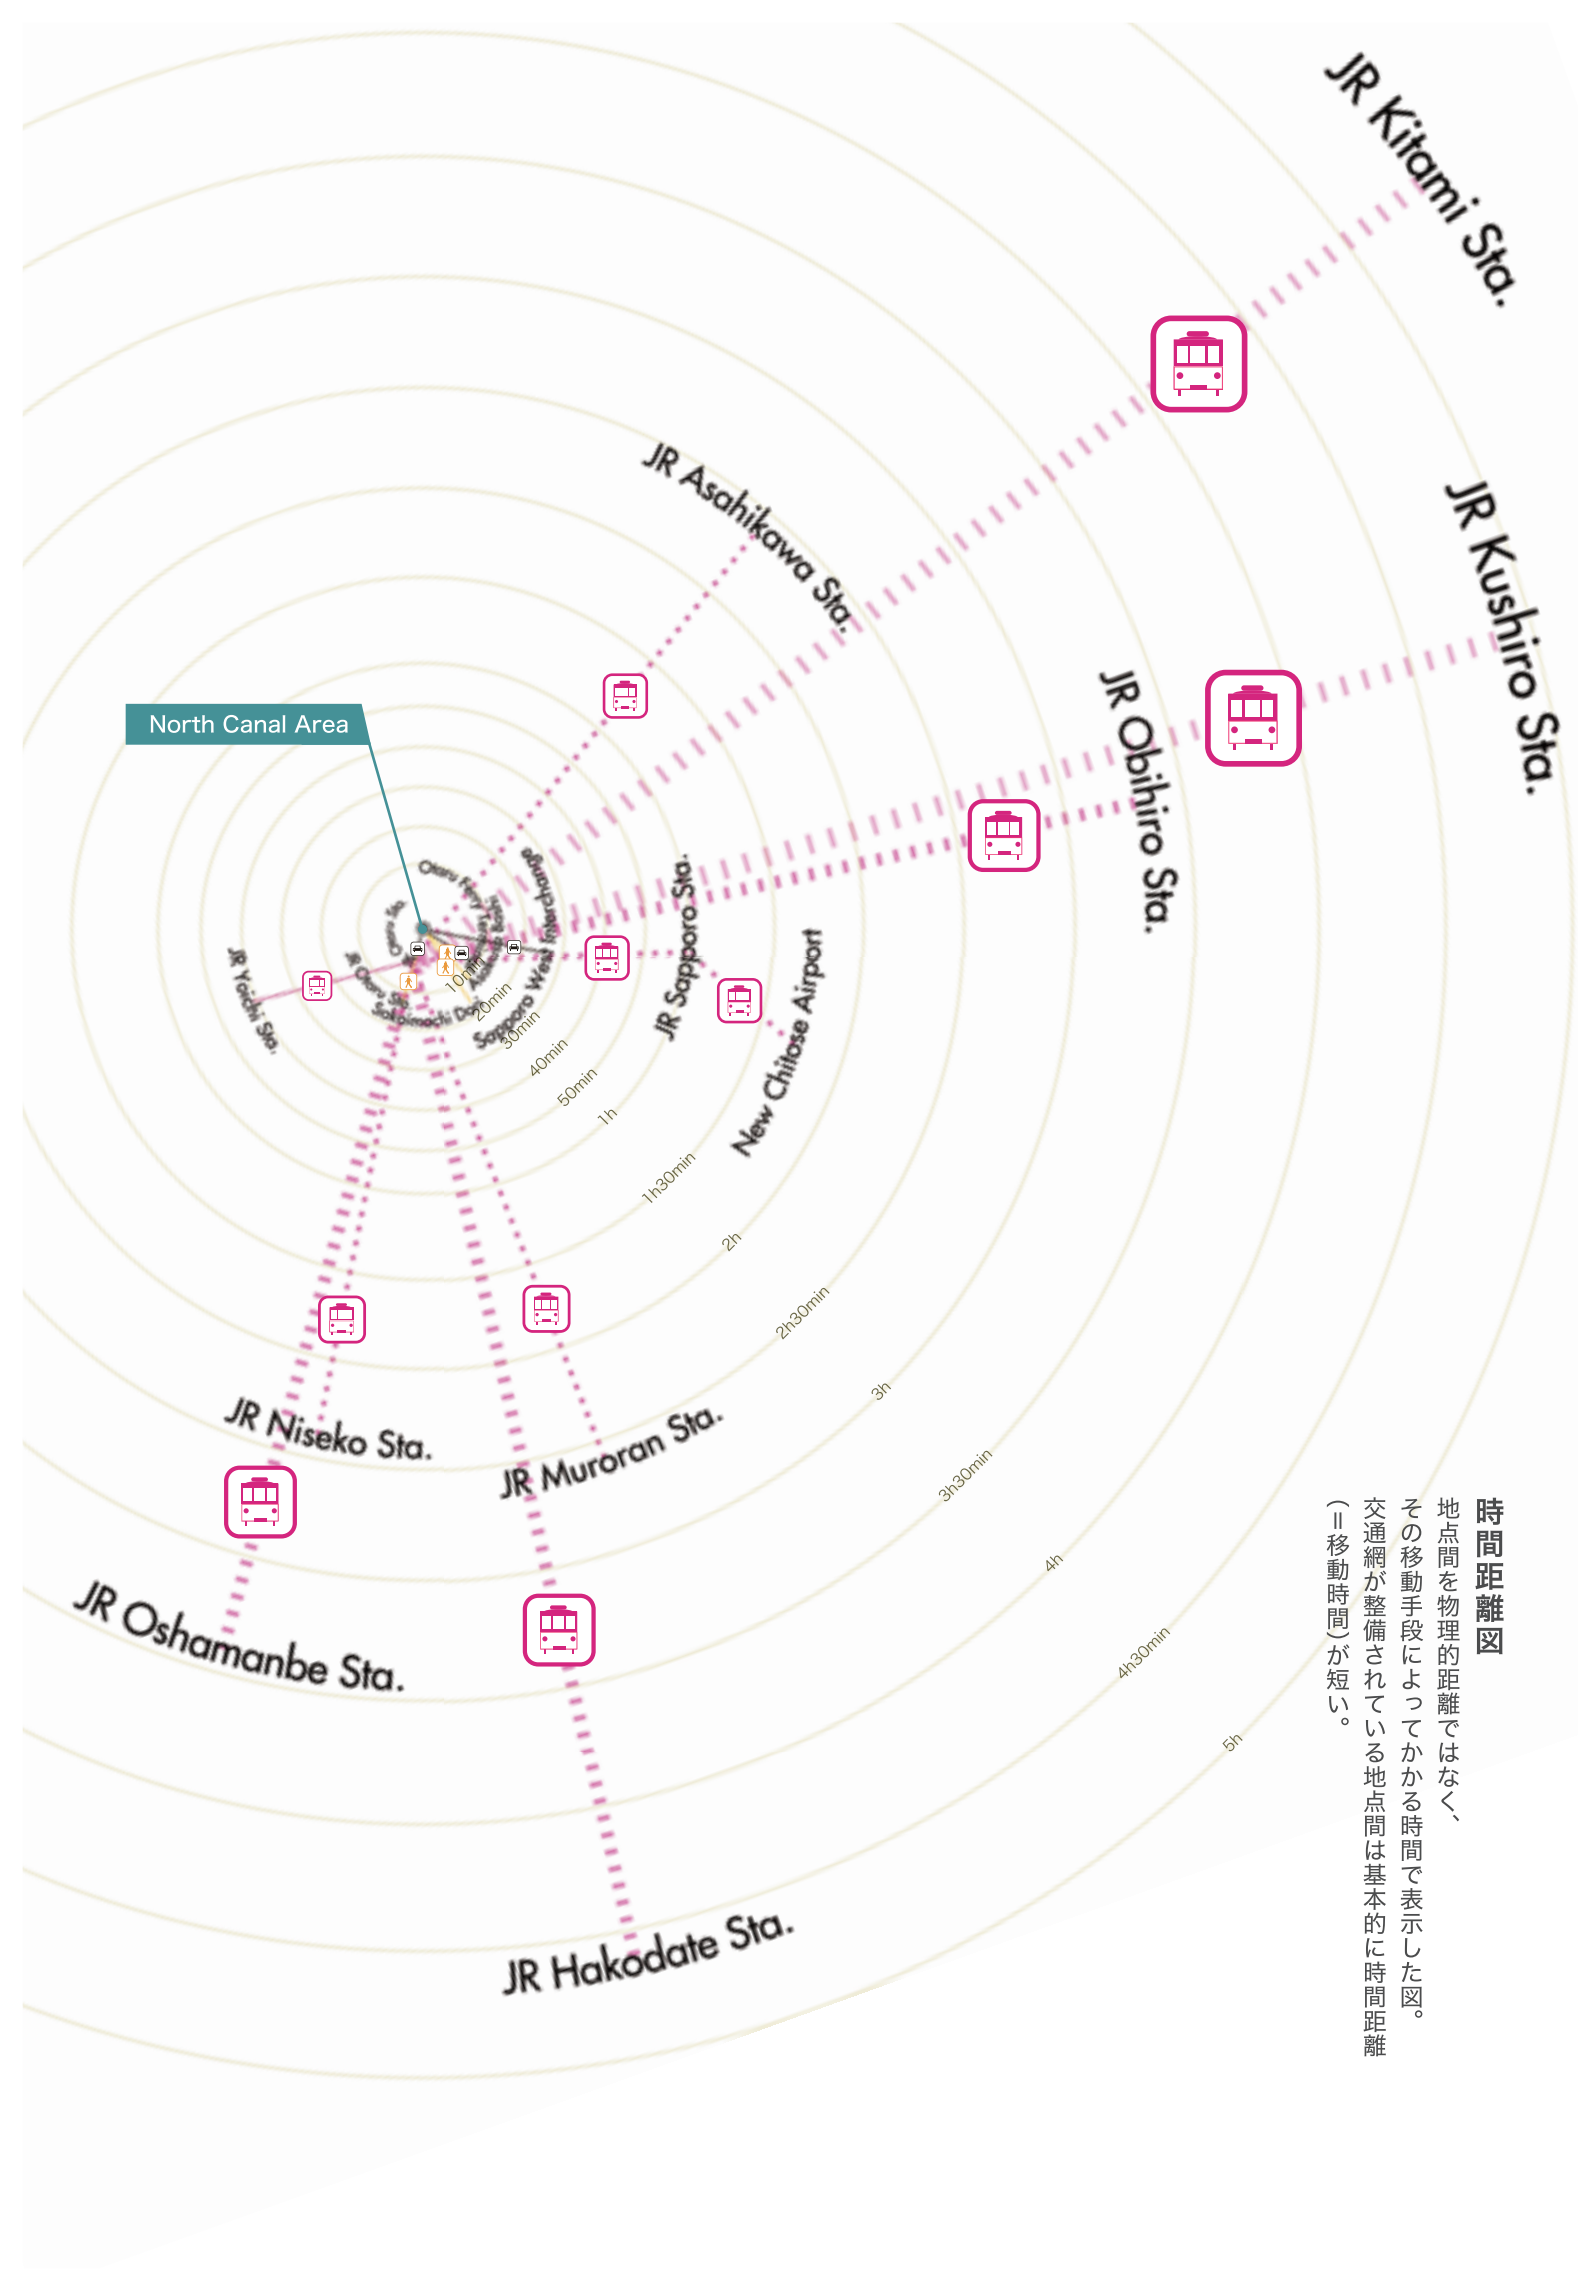 JR Kitami Sta.
JR Kushiro Sta.
JR Asahikawa Sta.
JR Obihiro Sta.
North Canal Area
Otaru Sta.
JR Sapporo Sta.
New Chitose Airport
Sapporo West Interchange
JR Yoichi Sta.
JR Otaru Sta.
10min
20min
30min
40min
50min
1h
1h30min
2h
2h30min
3h
3h30min
4h
4h30min
5h
JR Niseko Sta.
JR Muroran Sta.
JR Oshamanbe Sta.
JR Hakodate Sta.
時間距離図
地点間を物理的距離ではなく、
その移動手段によってかかる時間で表示した図。
交通網が整備されている地点間は基本的に時間距離
(=移動時間)が短い。